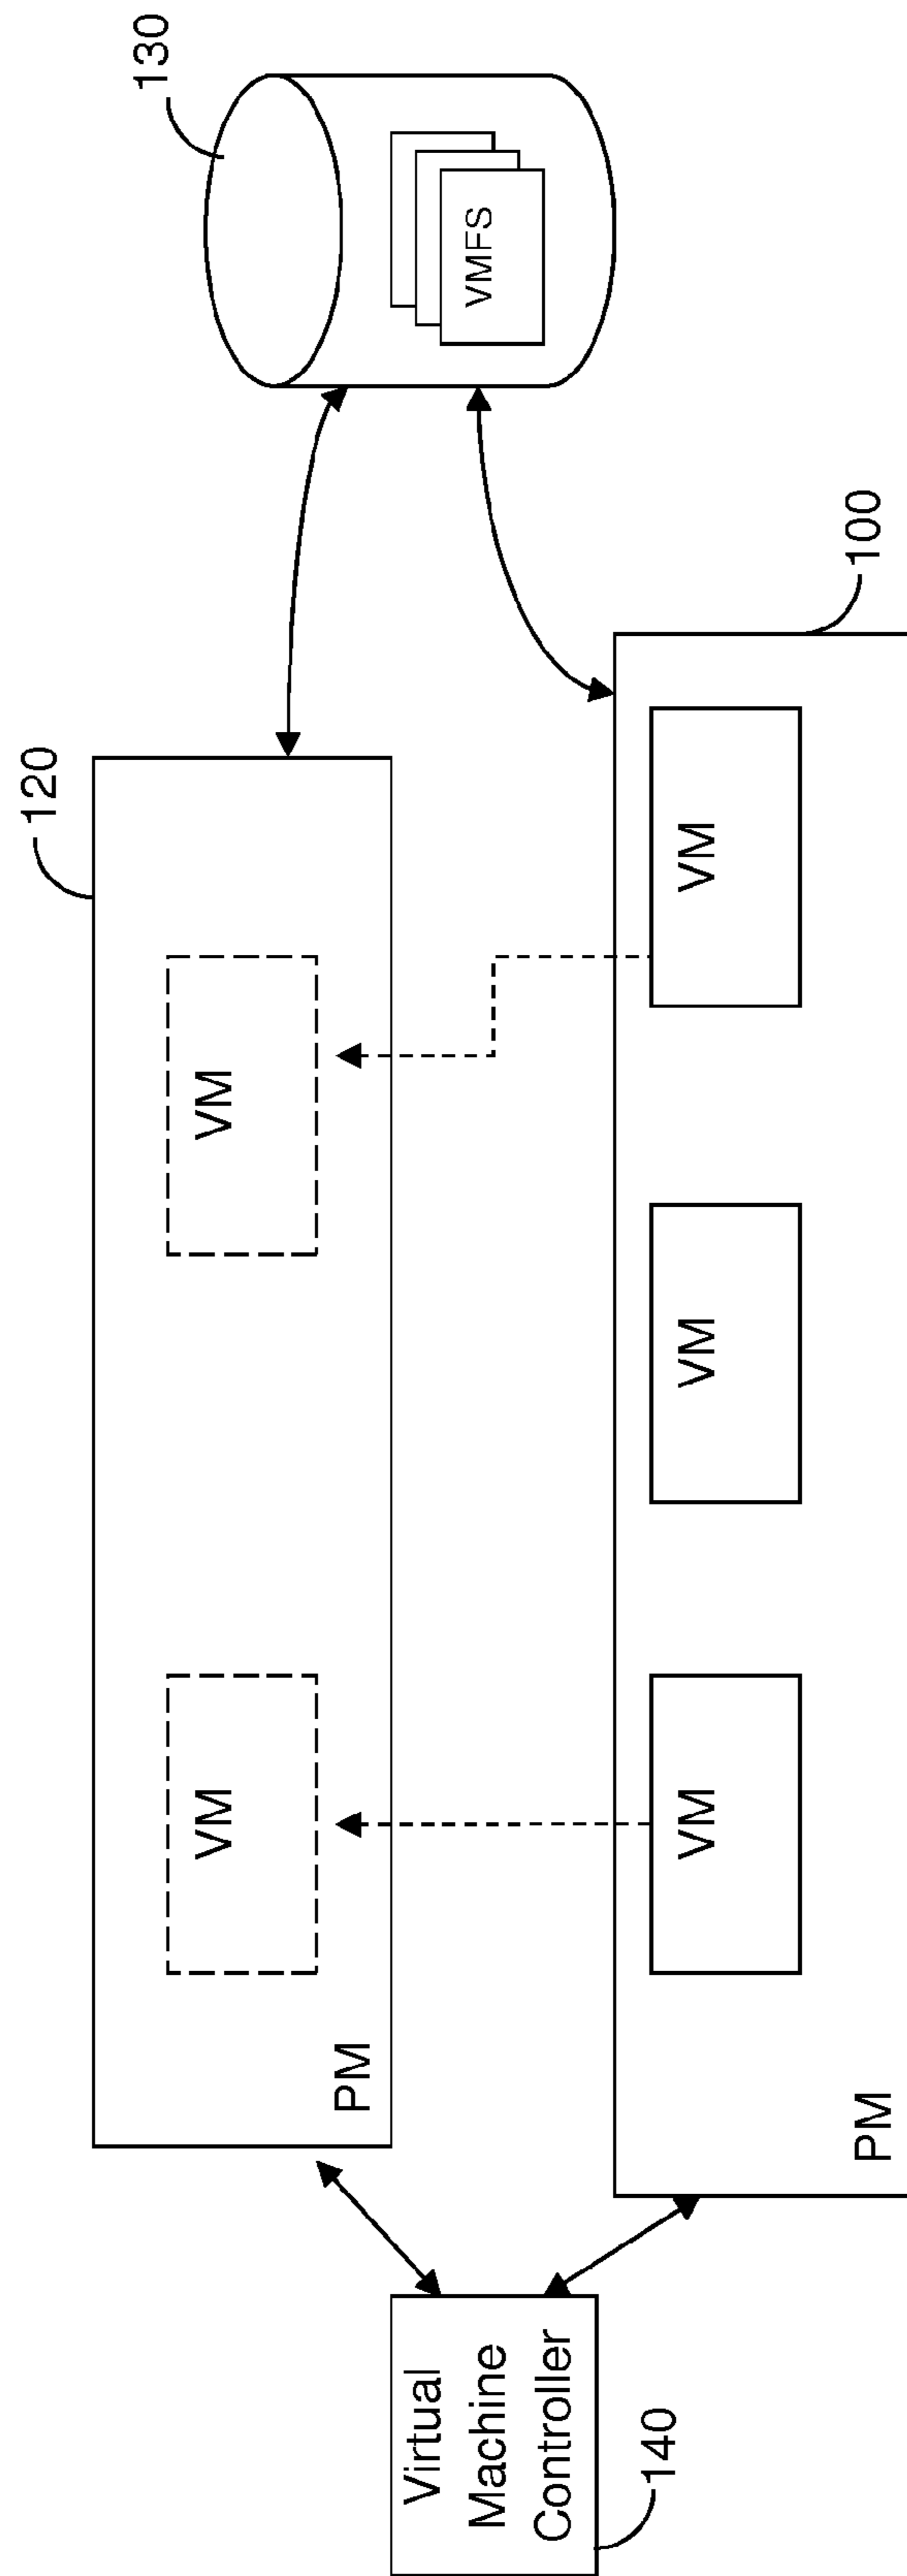 120
130
VM
VM
PM
VMFS
Virtual
Machine
Controller
140
100
VM
VM
VM
PM